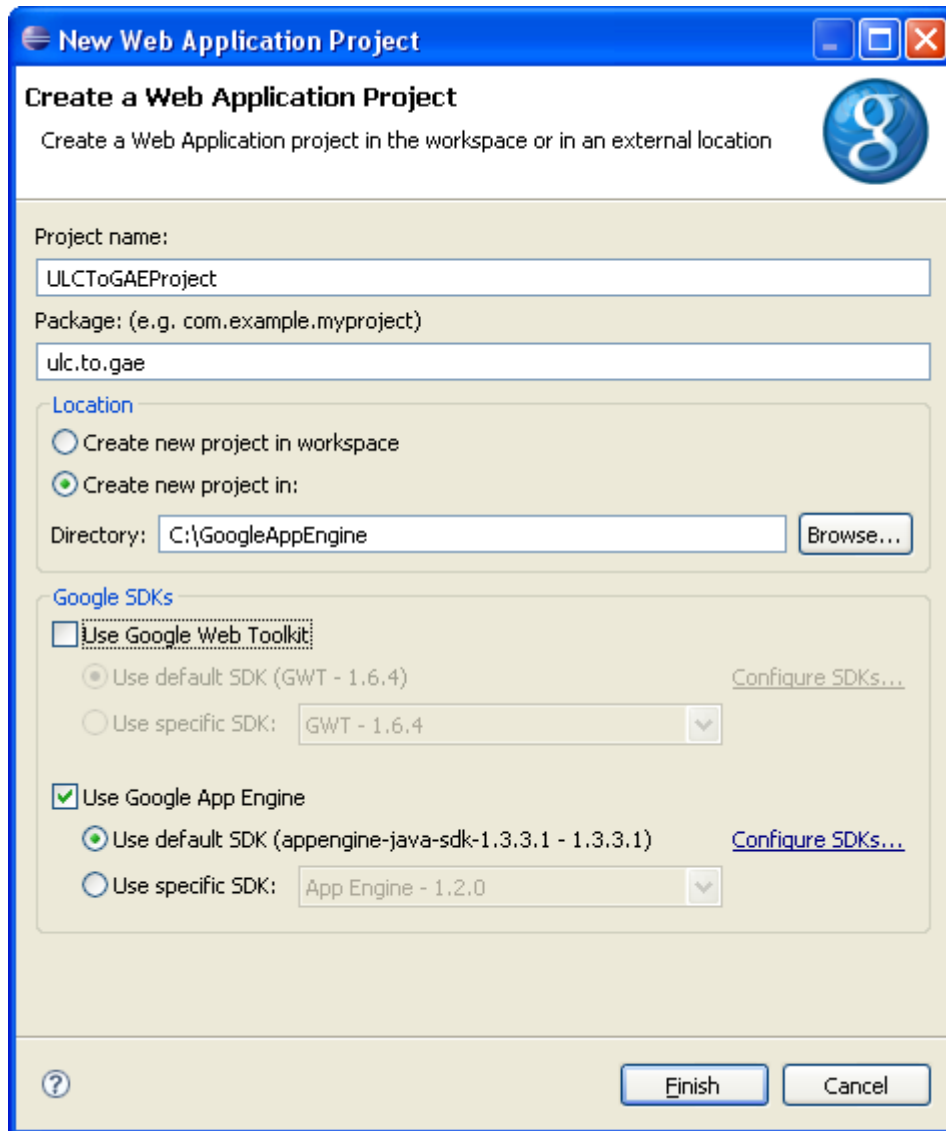 New Web Application Project
Create a Web Application Project
Create a Web Application project in the workspace or in an external location
g
Project name:
ULCToGAEProject
Package: (e.g. com.example.myproject)
ulc.to.gae
Location
Create new project in workspace
Create new project in:
Directory: C:\GoogleAppEngine Browse...
Google SDKs
Use Google Web Toolkit
Use default SDK (GWT - 1.6.4) Configure SDKs...
Use specific SDK: GWT - 1.6.4
Use Google App Engine
Use default SDK (appengine-java-sdk-1.3.3.1 - 1.3.3.1) Configure SDKs...
Use specific SDK: App Engine - 1.2.0
? Finish Cancel